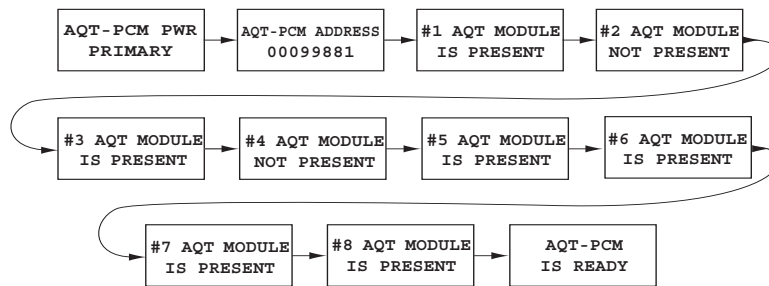 AQT-PCM PWR
PRIMARY
AQT-PCM ADDRESS
00099881
#1 AQT MODULE
IS PRESENT
#2 AQT MODULE
NOT PRESENT
#3 AQT MODULE
IS PRESENT
#4 AQT MODULE
NOT PRESENT
#5 AQT MODULE
IS PRESENT
#6 AQT MODULE
IS PRESENT
#7 AQT MODULE
IS PRESENT
#8 AQT MODULE
IS PRESENT
AQT-PCM
IS READY